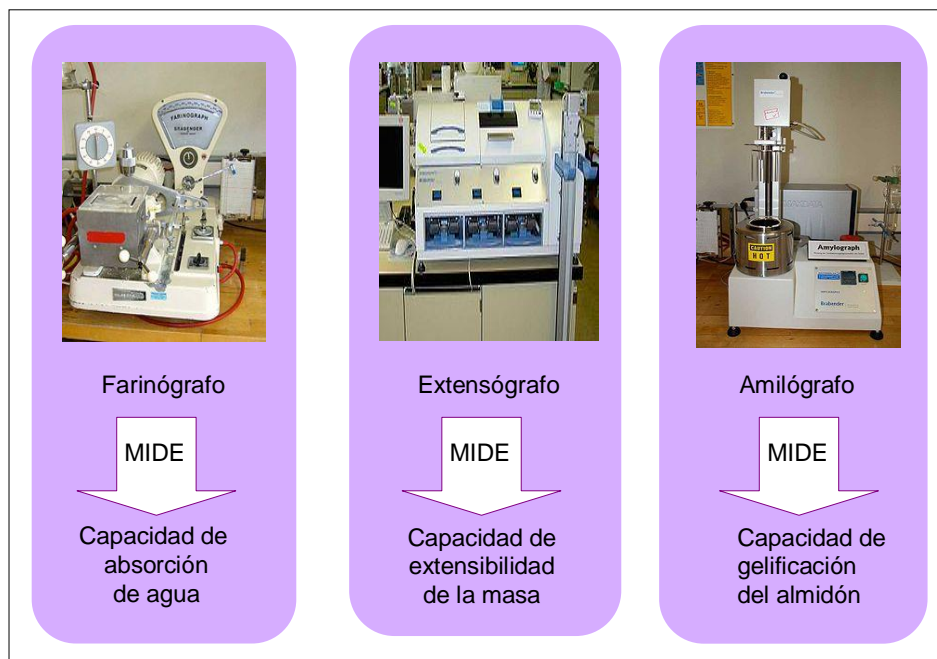 FARINOGRAPH
BRABENDER
CAUTION
HOT
Amylograph
Brabender
Farinógrafo
Extensógrafo
Amilógrafo
MIDE
MIDE
MIDE
Capacidad de
absorción
de agua
Capacidad de
extensibilidad
de la masa
Capacidad de
gelificación
del almidón